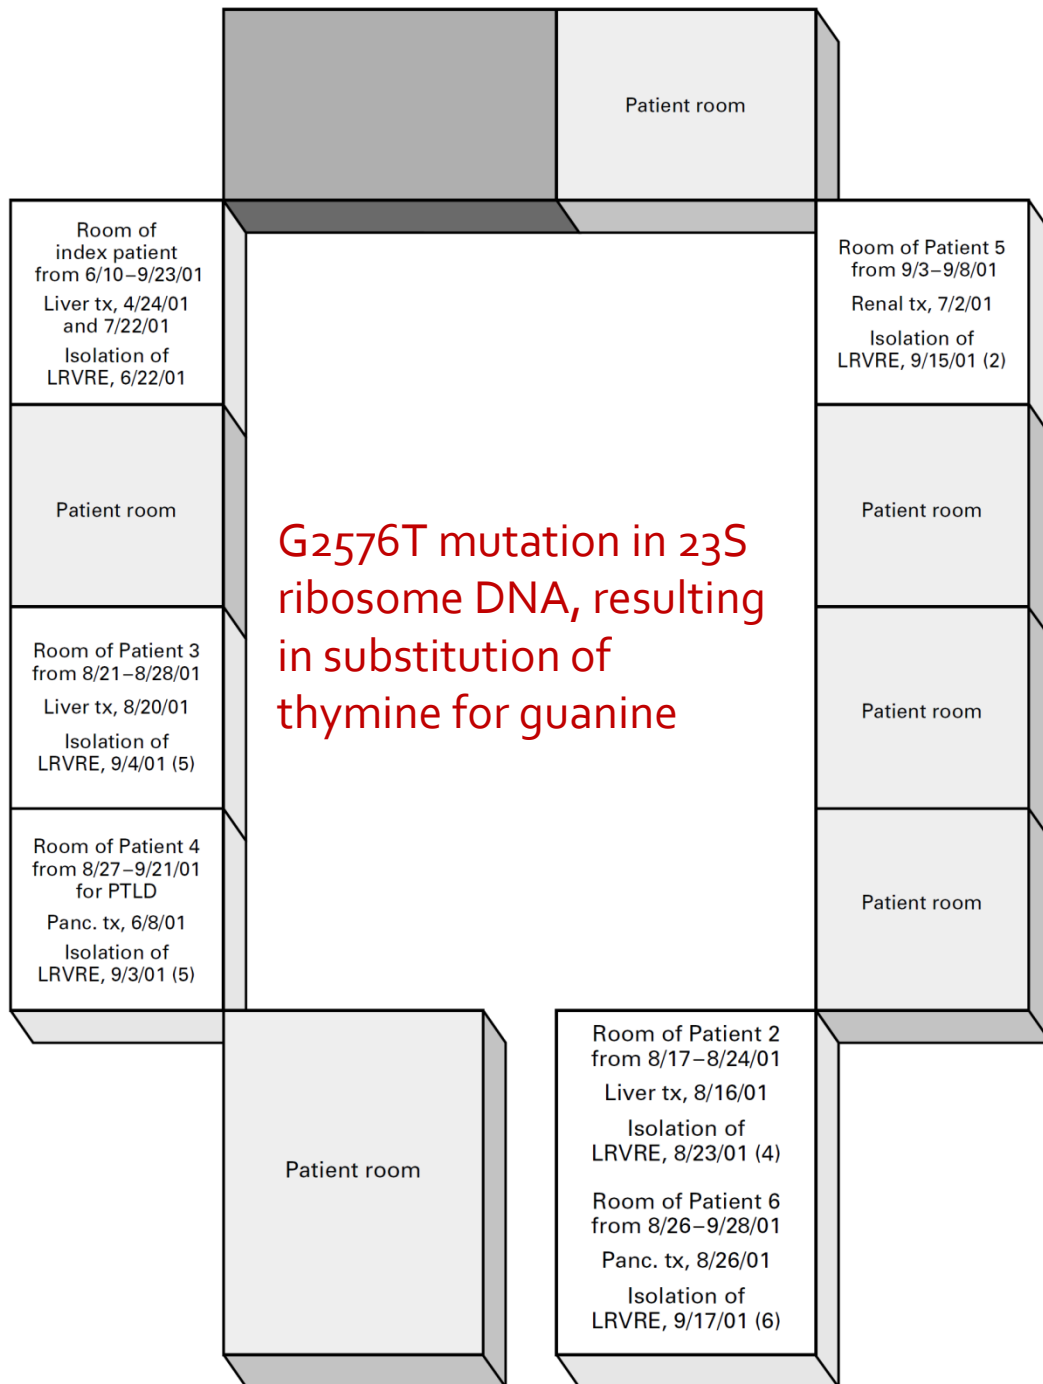 Patient room
Room of
index patient
from 6/10–9/23/01
Liver tx, 4/24/01
and 7/22/01
Isolation of
LRVRE, 6/22/01
Room of Patient 5
from 9/3–9/8/01
Renal tx, 7/2/01
Isolation of
LRVRE, 9/15/01 (2)
Patient room
Patient room
G2576T mutation in 23S
ribosome DNA, resulting
in substitution of
thymine for guanine
Room of Patient 3
from 8/21–8/28/01
Liver tx, 8/20/01
Isolation of
LRVRE, 9/4/01 (5)
Patient room
Room of Patient 4
from 8/27–9/21/01
for PTLD
Panc. tx, 6/8/01
Isolation of
LRVRE, 9/3/01 (5)
Patient room
Patient room
Room of Patient 2
from 8/17–8/24/01
Liver tx, 8/16/01
Isolation of
LRVRE, 8/23/01 (4)
Room of Patient 6
from 8/26–9/28/01
Panc. tx, 8/26/01
Isolation of
LRVRE, 9/17/01 (6)